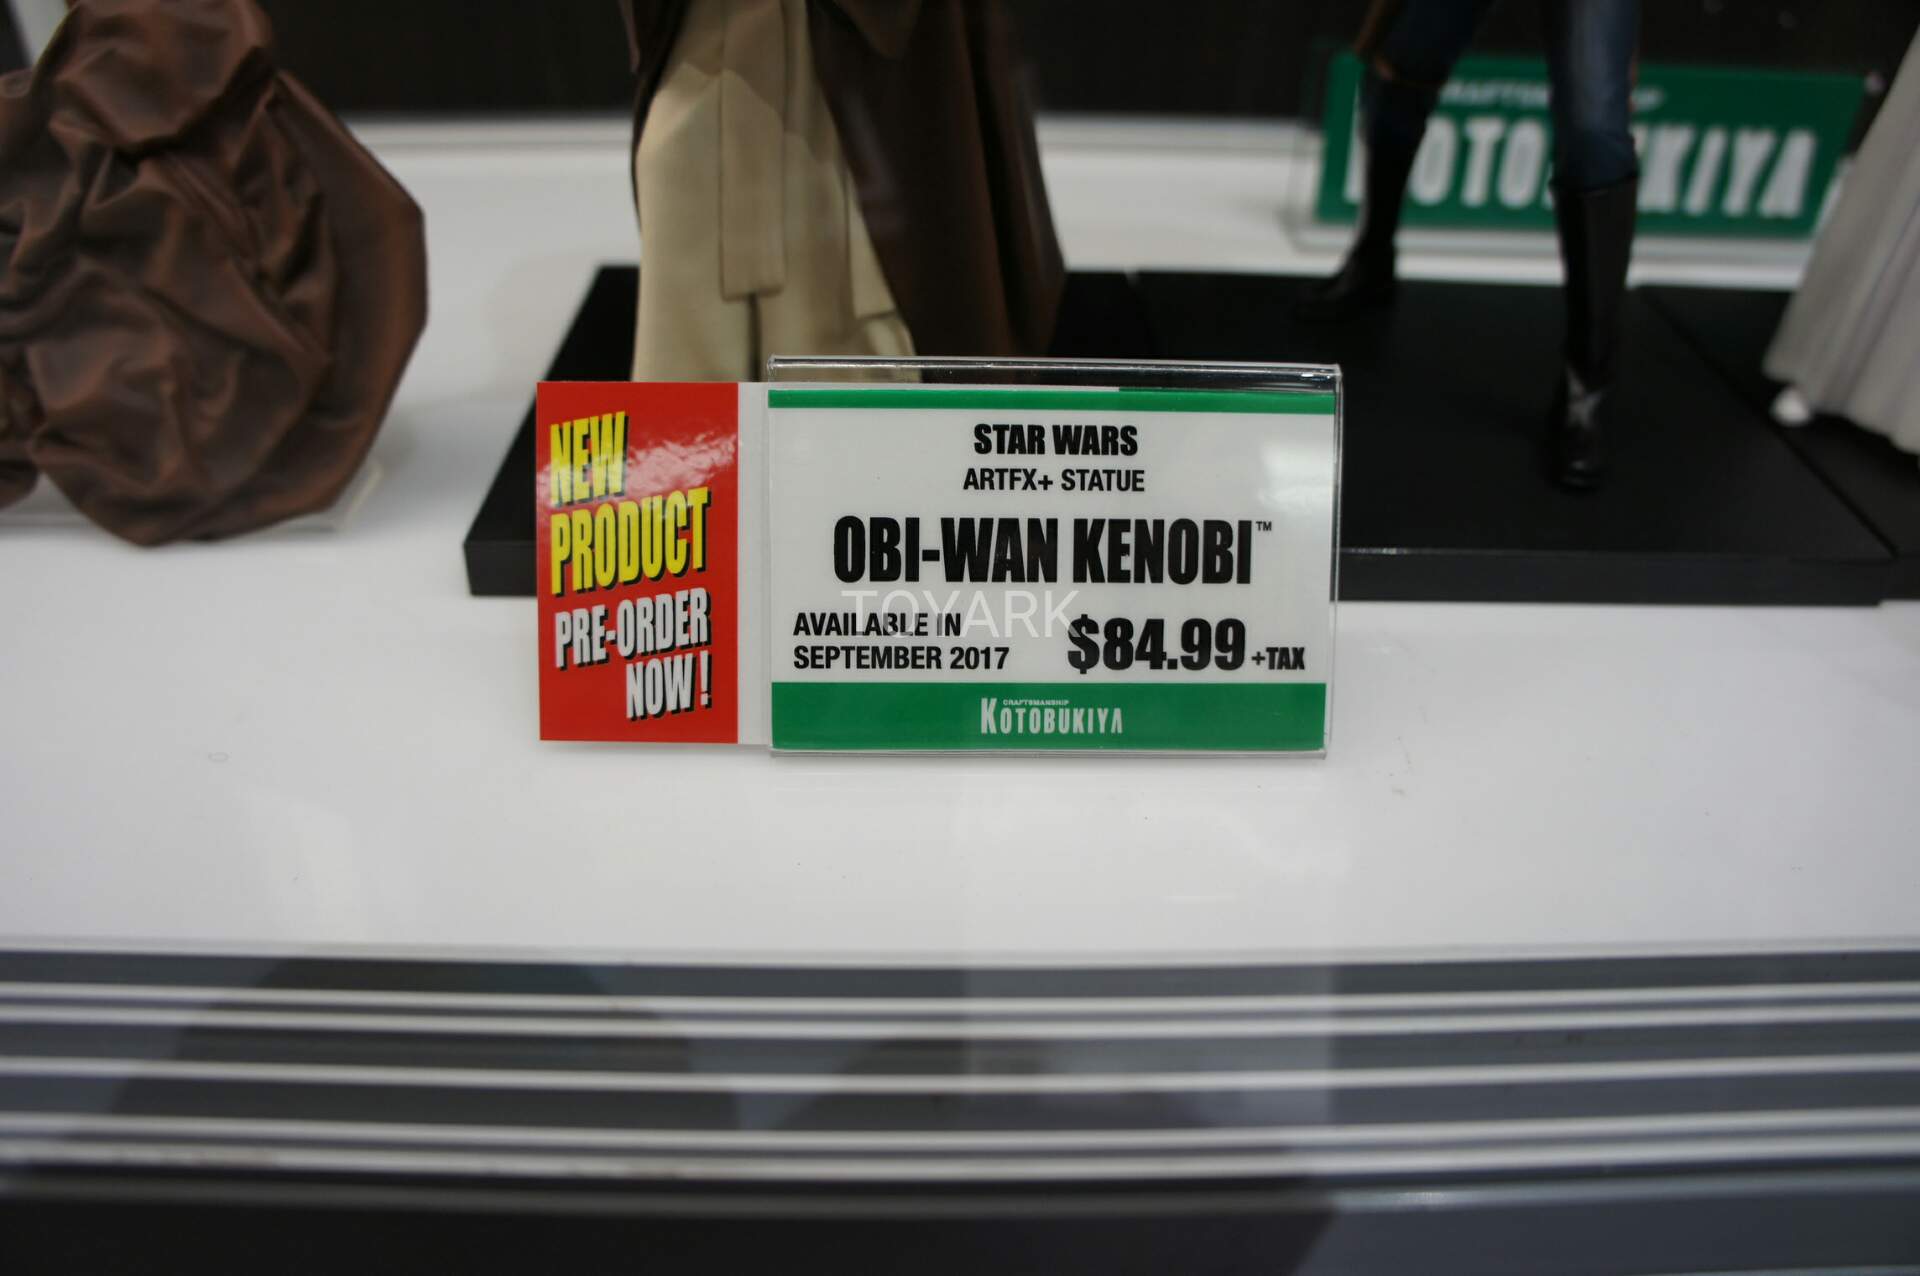 CRAFTSMANSHIP
KOTOBUKIYA
NEW
PRODUCT
PRE-ORDER
NOW!
STAR WARS
ARTFX+ STATUE
OBI-WAN KENOBI™
TOYARK
AVAILABLE IN
SEPTEMBER 2017
$84.99 +TAX
CRAFTSMANSHIP
KOTOBUKIYA